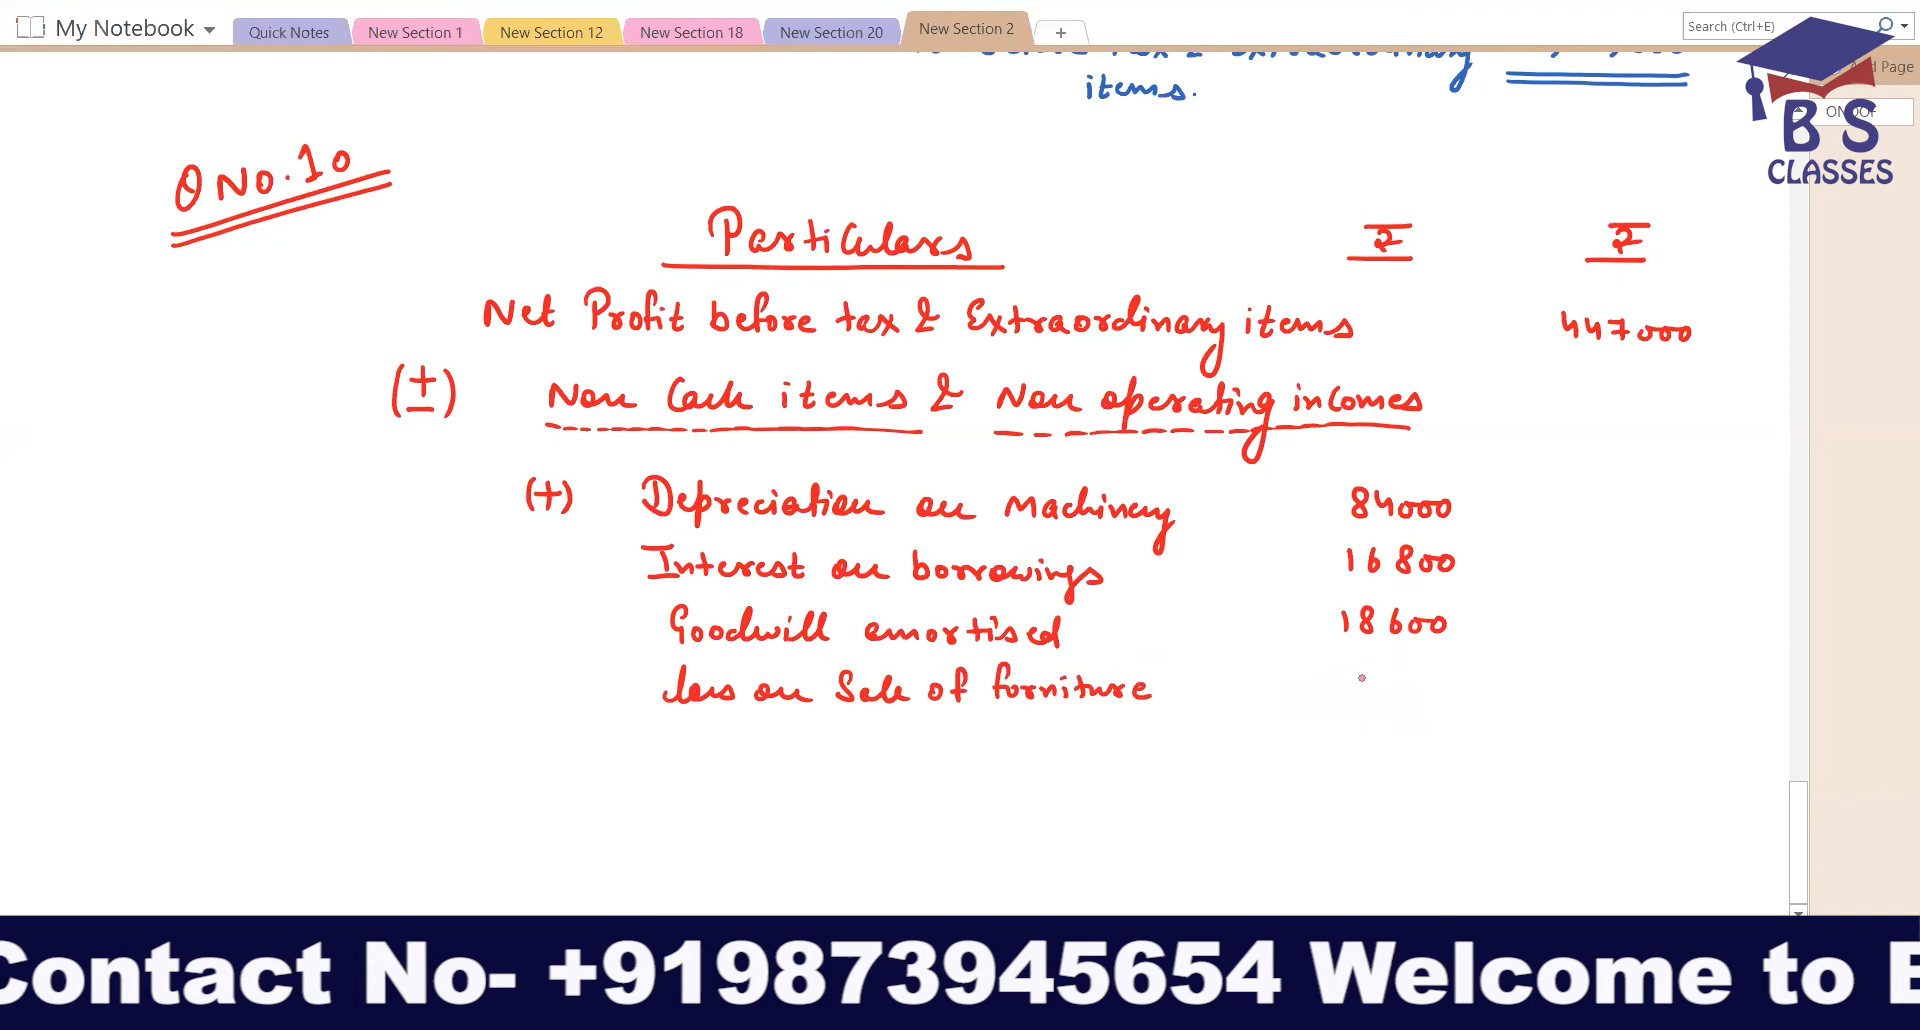 My Notebook
Quick Notes
New Section 1
New Section 12
New Section 18
New Section 20
New Section 2
+
Search (Ctrl+E)
Page
items.
B S
CLASSES
Q No. 10
Particulars ₹ ₹
Net Profit before tax & Extraordinary items 447000
(±) Non Cash items & Non operating incomes
(+) Depreciation on Machinery 84000
Interest on borrowings 16800
Goodwill amortised 18600
Loss on Sale of furniture
Contact No- +919873945654 Welcome to